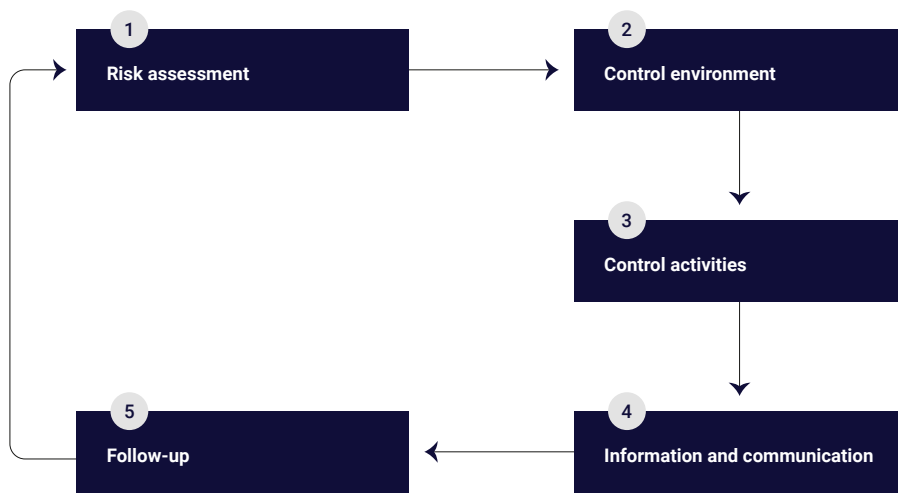 1
Risk assessment
2
Control environment
3
Control activities
4
Information and communication
5
Follow-up